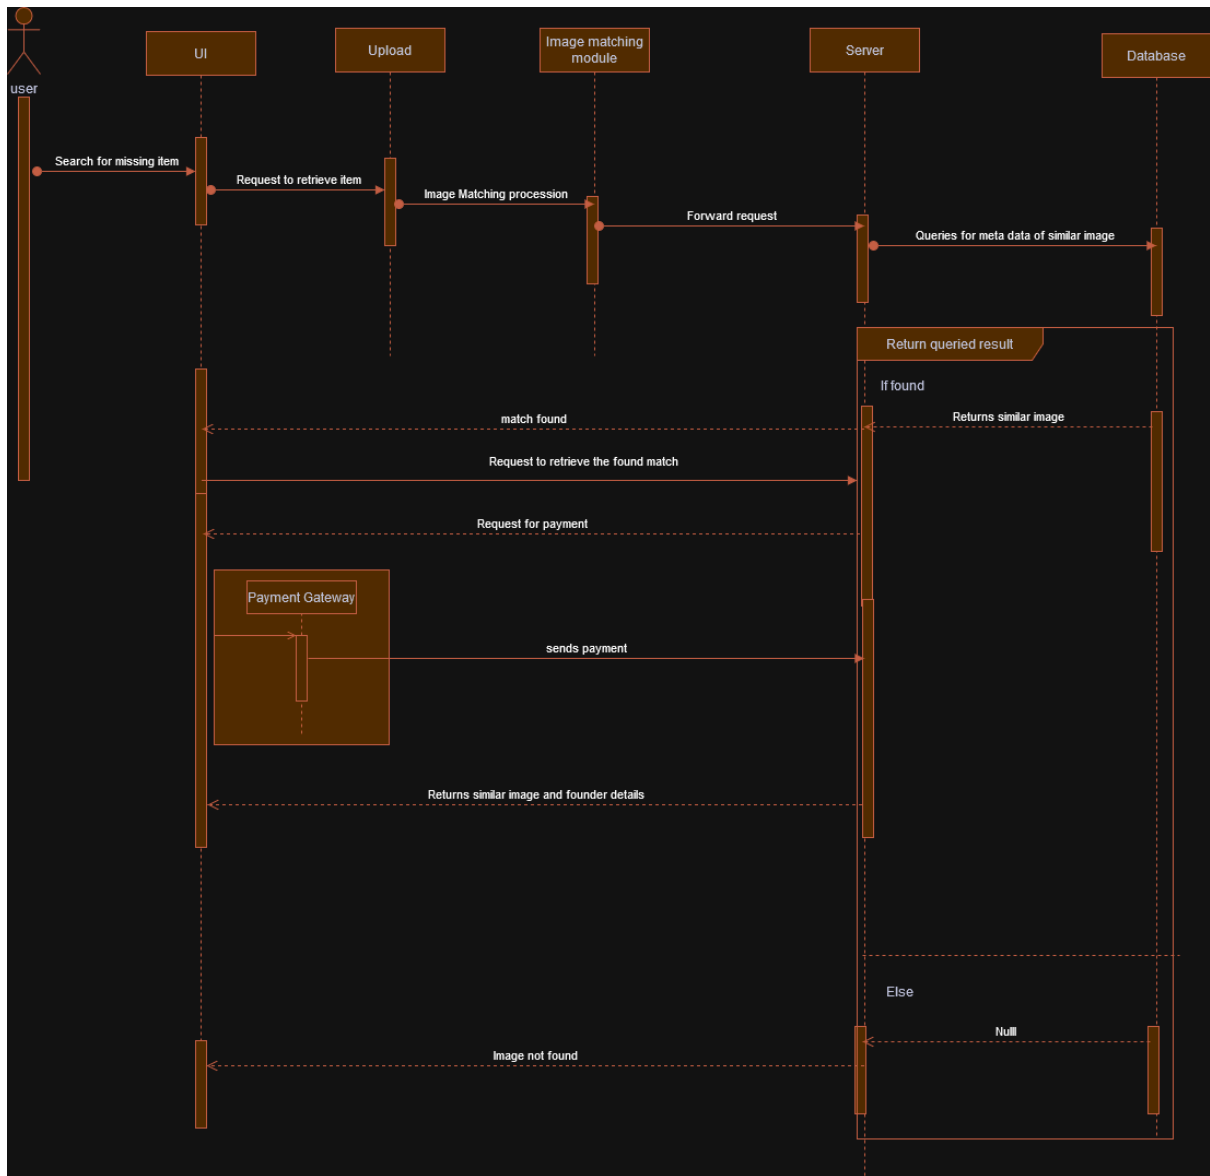 user
UI
Upload
Image matching
module
Server
Database
Search for missing item
Request to retrieve item
Image Matching procession
Forward request
Queries for meta data of similar image
Return queried result
If found
Returns similar image
match found
Request to retrieve the found match
Request for payment
Payment Gateway
sends payment
Returns similar image and founder details
Else
Nulll
Image not found